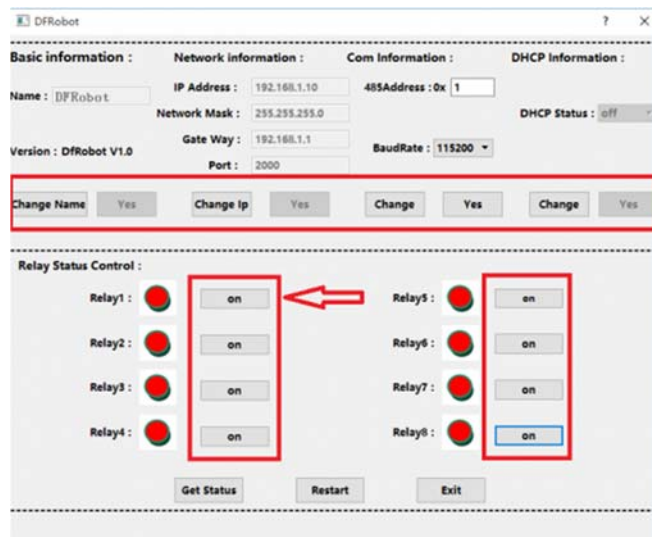 DFRobot ? ×
Basic information : Network information : Com Information : DHCP Information :
Name : DFRobot
IP Address : 192.168.1.10
Network Mask : 255.255.255.0
Gate Way : 192.168.1.1
Port : 2000
485Address : 0x 1
BaudRate : 115200
DHCP Status : off
Version : DfRobot V1.0
Change Name Yes Change Ip Yes Change Yes Change Yes
Relay Status Control :
Relay1 : on Relay5 : on
Relay2 : on Relay6 : on
Relay3 : on Relay7 : on
Relay4 : on Relay8 : on
Get Status Restart Exit